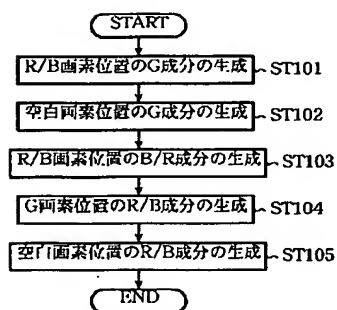 START
R/B画素位置のG成分の生成 ST101
空白画素位置のG成分の生成 ST102
R/B画素位置のB/R成分の生成 ST103
G画素位置のR/B成分の生成 ST104
空白画素位置のR/B成分の生成 ST105
END